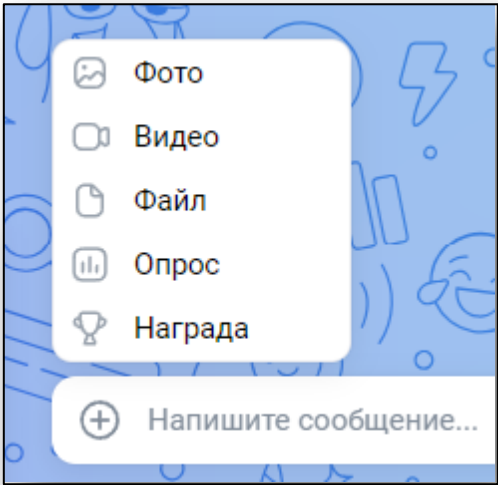 Фото
Видео
Файл
Опрос
Награда
Напишите сообщение...